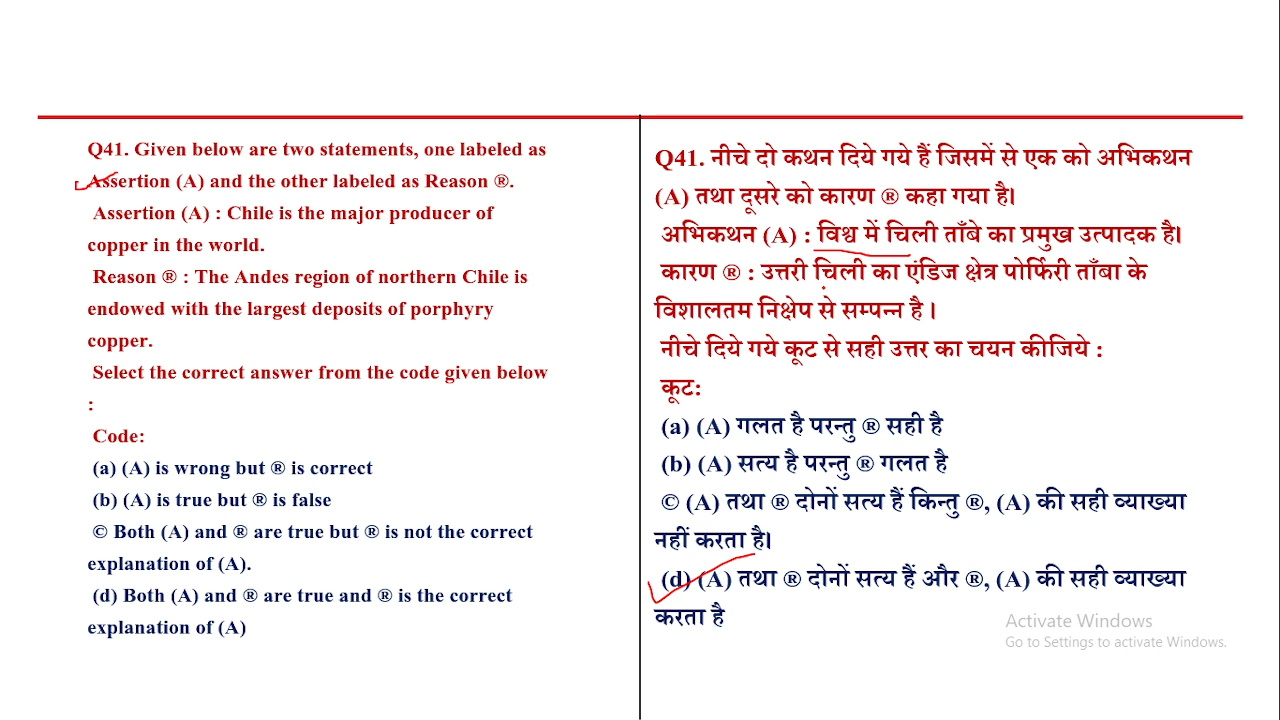 Q41. Given below are two statements, one labeled as
Assertion (A) and the other labeled as Reason ®.
Assertion (A) : Chile is the major producer of
copper in the world.
Reason ® : The Andes region of northern Chile is
endowed with the largest deposits of porphyry
copper.
Select the correct answer from the code given below
:
Code:
(a) (A) is wrong but ® is correct
(b) (A) is true but ® is false
© Both (A) and ® are true but ® is not the correct
explanation of (A).
(d) Both (A) and ® are true and ® is the correct
explanation of (A)
Q41. नीचे दो कथन दिये गये हैं जिसमें से एक को अभिकथन
(A) तथा दूसरे को कारण ® कहा गया है।
अभिकथन (A) : विश्व में चिली ताँबे का प्रमुख उत्पादक है।
कारण ® : उत्तरी चिली का एंडिज क्षेत्र पोर्फिरी ताँबा के
विशालतम निक्षेप से सम्पन्न है ।
नीचे दिये गये कूट से सही उत्तर का चयन कीजिये :
कूट:
(a) (A) गलत है परन्तु ® सही है
(b) (A) सत्य है परन्तु ® गलत है
© (A) तथा ® दोनों सत्य हैं किन्तु ®, (A) की सही व्याख्या
नहीं करता है।
(d) (A) तथा ® दोनों सत्य हैं और ®, (A) की सही व्याख्या
करता है
Activate Windows
Go to Settings to activate Windows.